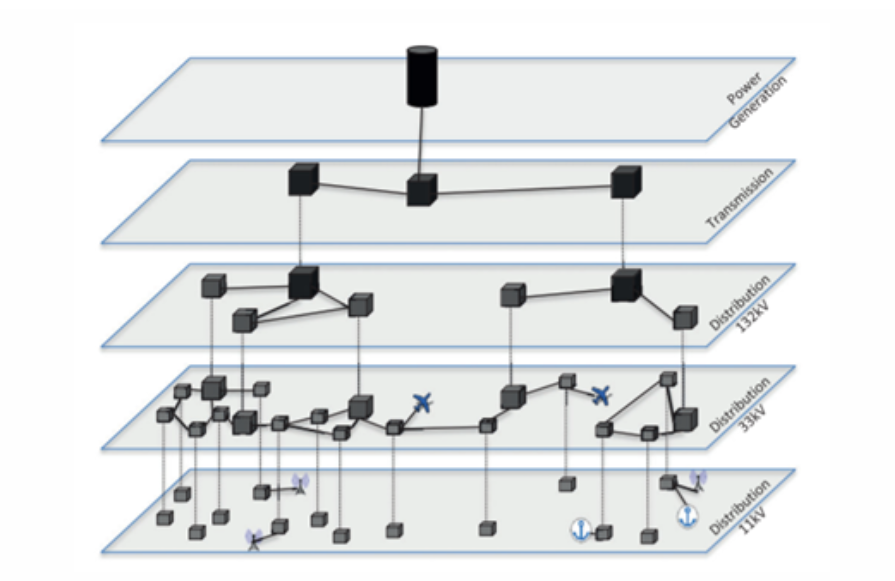 Power
Generation
Transmission
Distribution
132kV
Distribution
33kV
Distribution
11kV